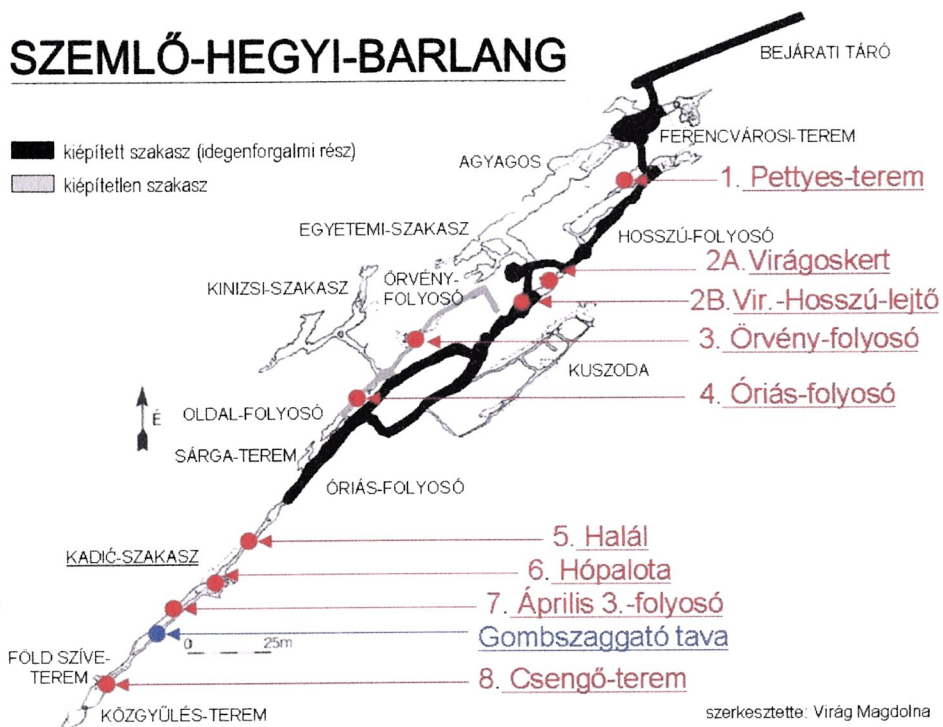 SZEMLŐ-HEGYI-BARLANG
BEJÁRATI TÁRÓ
kiépített szakasz (idegenforgalmi rész)
kiépítetlen szakasz
FERENCVÁROSI-TEREM
AGYAGOS
1. Pettyes-terem
EGYETEMI-SZAKASZ
HOSSZÚ-FOLYOSÓ
2A. Virágoskert
KINIZSI-SZAKASZ
ÖRVÉNY-
FOLYOSÓ
2B. Vir.-Hosszú-lejtő
3. Örvény-folyosó
KUSZODA
4. Óriás-folyosó
É
OLDAL-FOLYOSÓ
SÁRGA-TEREM
ÓRIÁS-FOLYOSÓ
5. Halál
KADIĆ-SZAKASZ
6. Hópalota
7. Április 3.-folyosó
Gombszaggató tava
0 25m
FÖLD SZÍVE-
TEREM
8. Csengő-terem
KÖZGYŰLÉS-TEREM
szerkesztette: Virág Magdolna